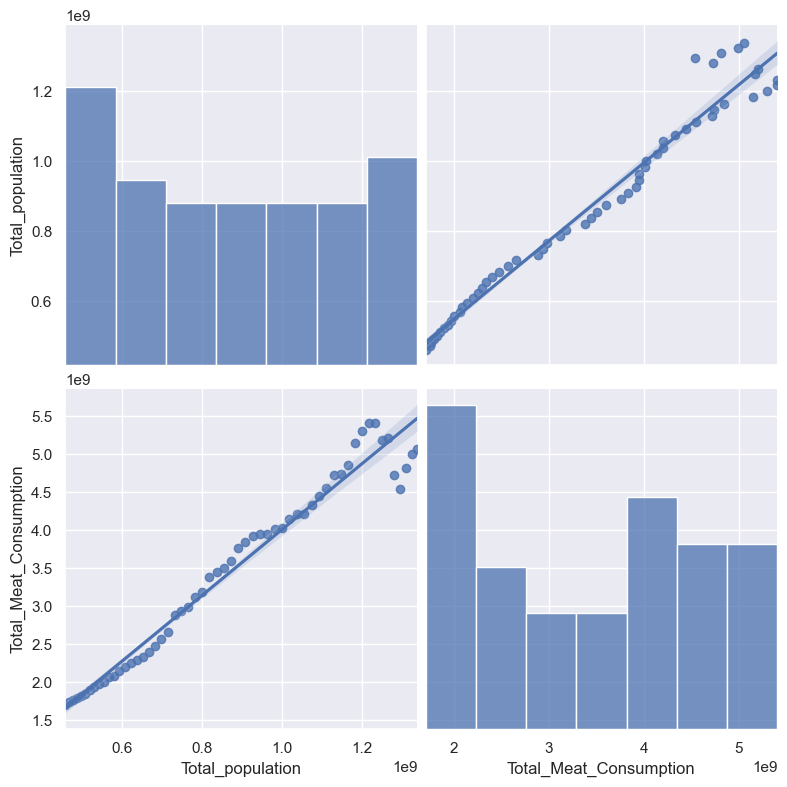 1e9
1.2
1.0
0.8
0.6
Total_population
1e9
5.5
5.0
4.5
4.0
3.5
3.0
2.5
2.0
1.5
Total_Meat_Consumption
0.6 0.8 1.0 1.2
1e9
Total_population
2 3 4 5
1e9
Total_Meat_Consumption